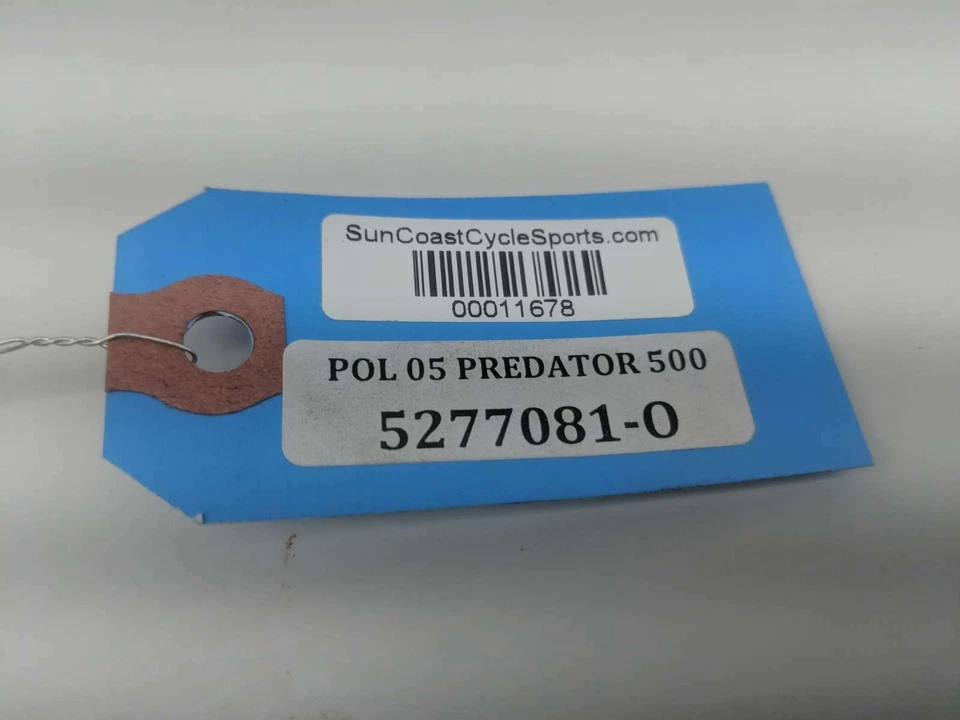 SunCoastCycleSports.com
00011678
POL 05 PREDATOR 500
5277081-O